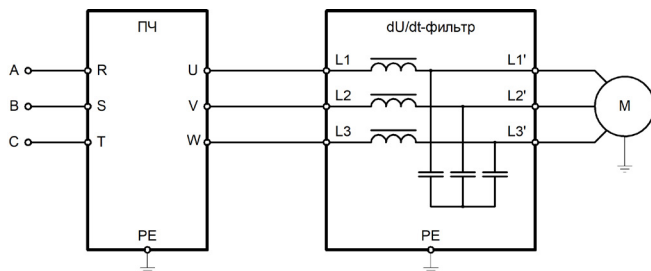 ПЧ
dU/dt-фильтр
A R U L1 L1'
B S V L2 L2' M
C T W L3 L3'
PE PE